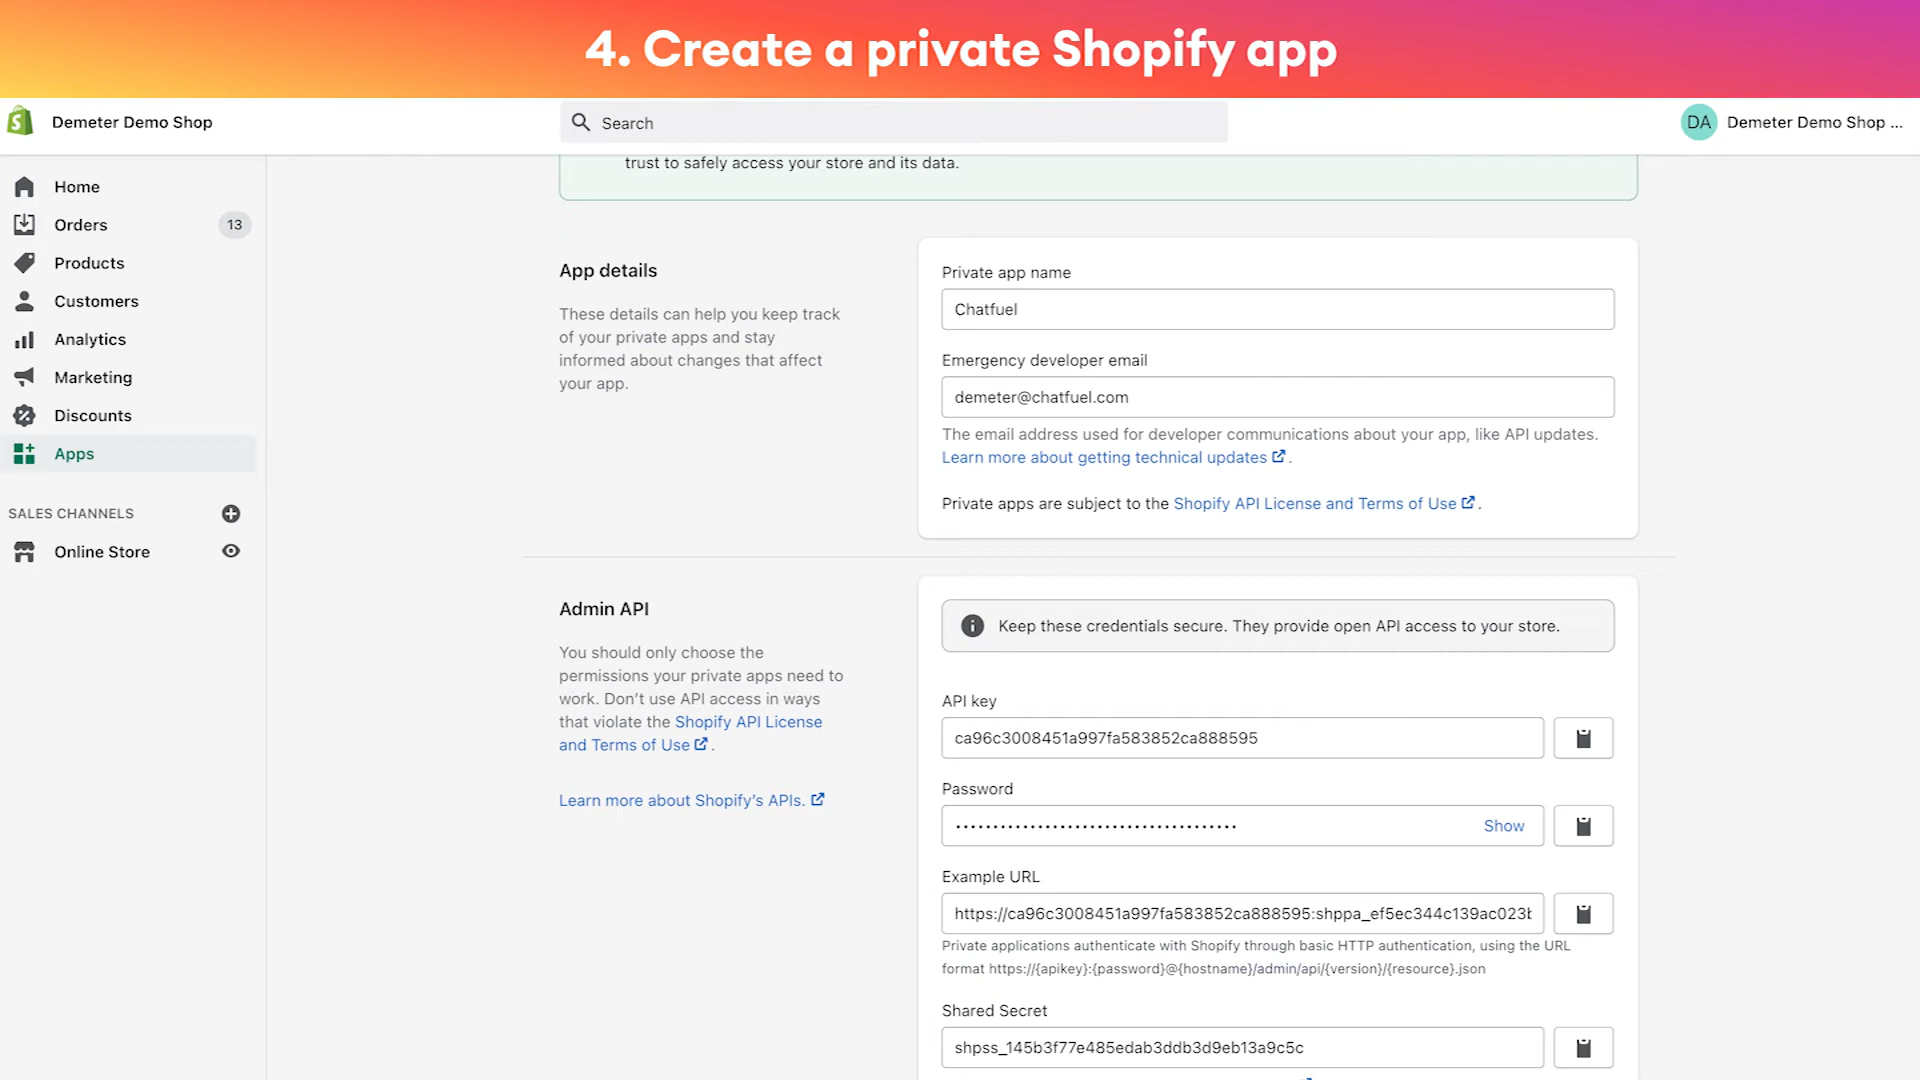 4. Create a private Shopify app
Demeter Demo Shop
Search
DA
Demeter Demo Shop ...
Home
Orders
13
Products
Customers
Analytics
Marketing
Discounts
Apps
SALES CHANNELS
Online Store
trust to safely access your store and its data.
App details
These details can help you keep track
of your private apps and stay
informed about changes that affect
your app.
Private app name
Chatfuel
Emergency developer email
demeter@chatfuel.com
The email address used for developer communications about your app, like API updates.
Learn more about getting technical updates.
Private apps are subject to the Shopify API License and Terms of Use.
Admin API
You should only choose the
permissions your private apps need to
work. Don’t use API access in ways
that violate the Shopify API License
and Terms of Use.
Learn more about Shopify’s APIs.
Keep these credentials secure. They provide open API access to your store.
API key
ca96c3008451a997fa583852ca888595
Password
••••••••••••••••••••••••••••••••••••••
Show
Example URL
https://ca96c3008451a997fa583852ca888595:shppa_ef5ec344c139ac023b
Private applications authenticate with Shopify through basic HTTP authentication, using the URL
format https://{apikey}:{password}@{hostname}/admin/api/{version}/{resource}.json
Shared Secret
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